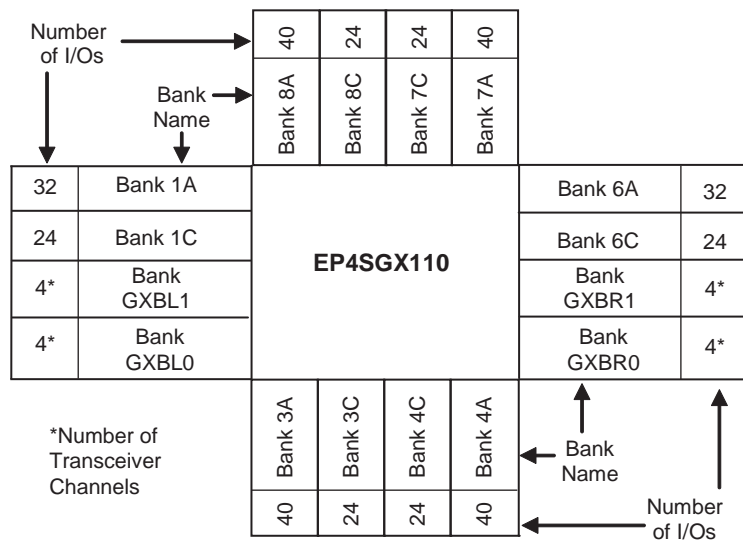 Number
of I/Os
40
24
24
40
Bank
Name
Bank 8A
Bank 8C
Bank 7C
Bank 7A
32
Bank 1A
24
Bank 1C
4*
Bank
GXBL1
4*
Bank
GXBL0
EP4SGX110
Bank 6A
32
Bank 6C
24
Bank
GXBR1
4*
Bank
GXBR0
4*
*Number of
Transceiver
Channels
Bank 3A
Bank 3C
Bank 4C
Bank 4A
Bank
Name
40
24
24
40
Number
of I/Os